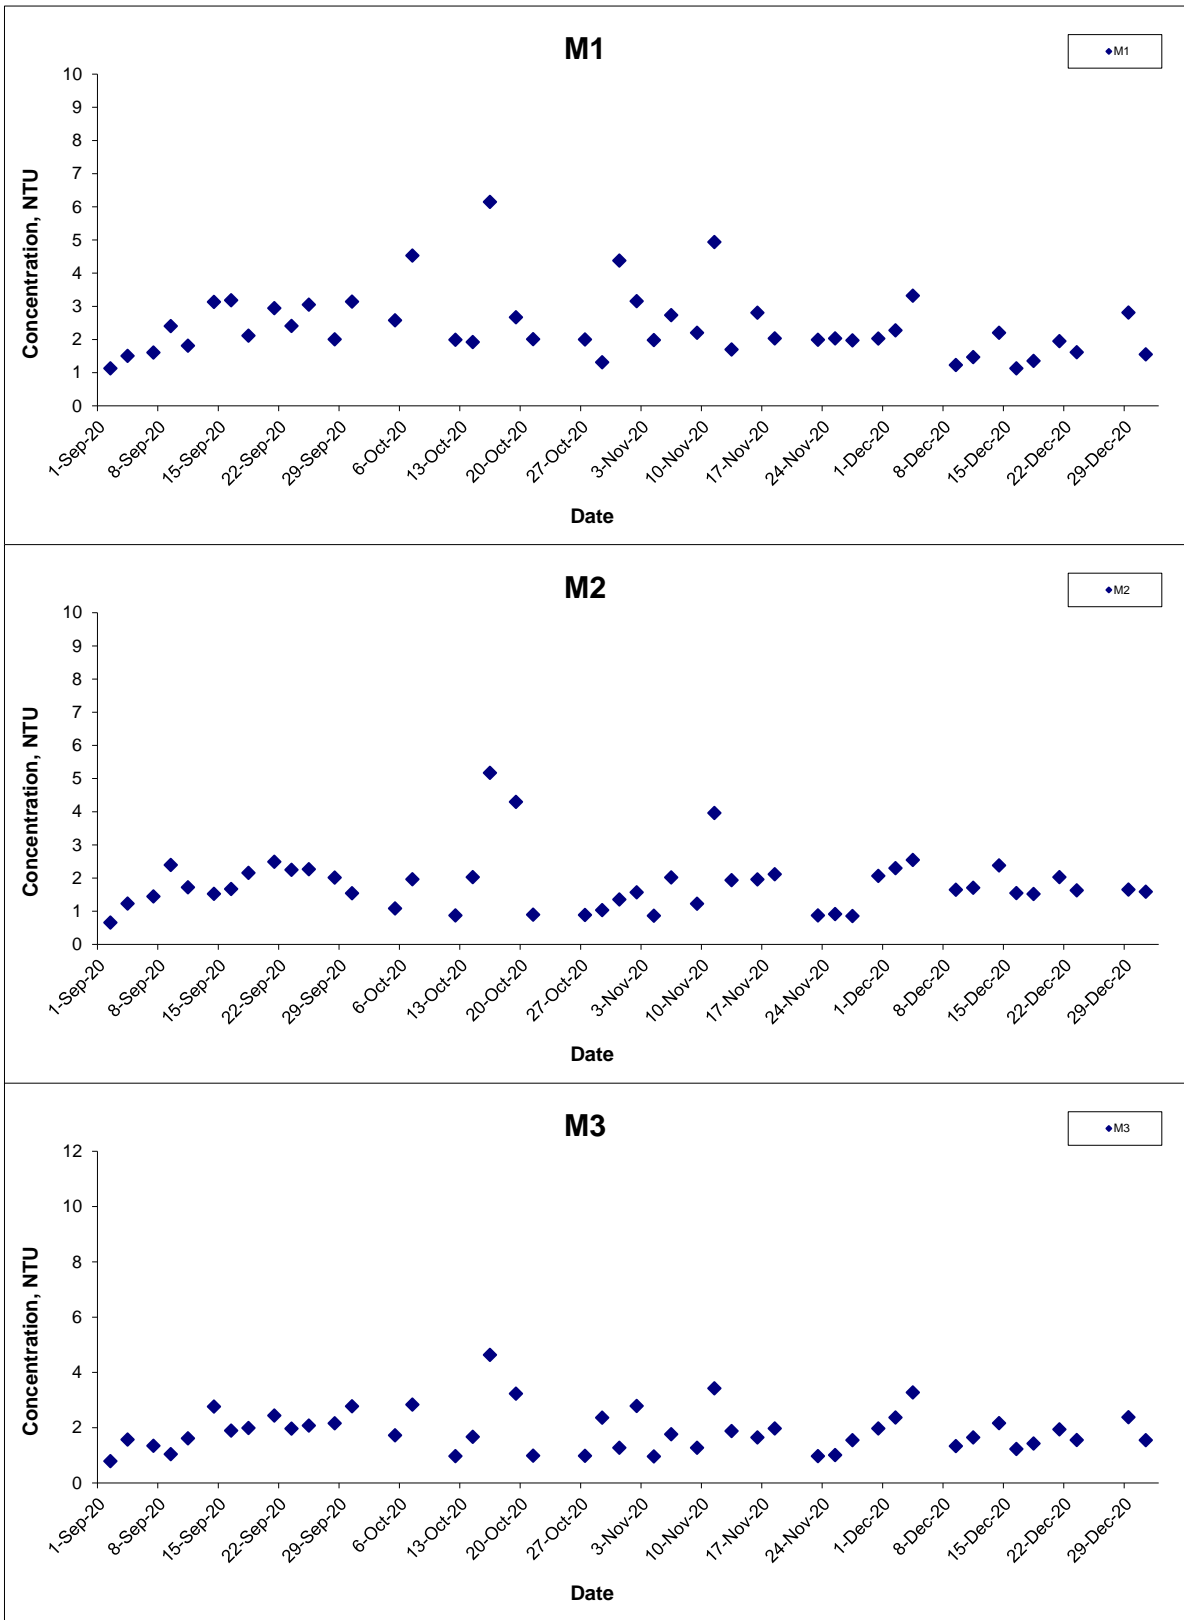 M1
M1
10
9
8
7
6
5
4
3
2
1
0
Concentration, NTU
1-Sep-20
8-Sep-20
15-Sep-20
22-Sep-20
29-Sep-20
6-Oct-20
13-Oct-20
20-Oct-20
27-Oct-20
3-Nov-20
10-Nov-20
17-Nov-20
24-Nov-20
1-Dec-20
8-Dec-20
15-Dec-20
22-Dec-20
29-Dec-20
Date
M2
M2
10
9
8
7
6
5
4
3
2
1
0
Concentration, NTU
1-Sep-20
8-Sep-20
15-Sep-20
22-Sep-20
29-Sep-20
6-Oct-20
13-Oct-20
20-Oct-20
27-Oct-20
3-Nov-20
10-Nov-20
17-Nov-20
24-Nov-20
1-Dec-20
8-Dec-20
15-Dec-20
22-Dec-20
29-Dec-20
Date
M3
M3
12
10
8
6
4
2
0
Concentration, NTU
1-Sep-20
8-Sep-20
15-Sep-20
22-Sep-20
29-Sep-20
6-Oct-20
13-Oct-20
20-Oct-20
27-Oct-20
3-Nov-20
10-Nov-20
17-Nov-20
24-Nov-20
1-Dec-20
8-Dec-20
15-Dec-20
22-Dec-20
29-Dec-20
Date